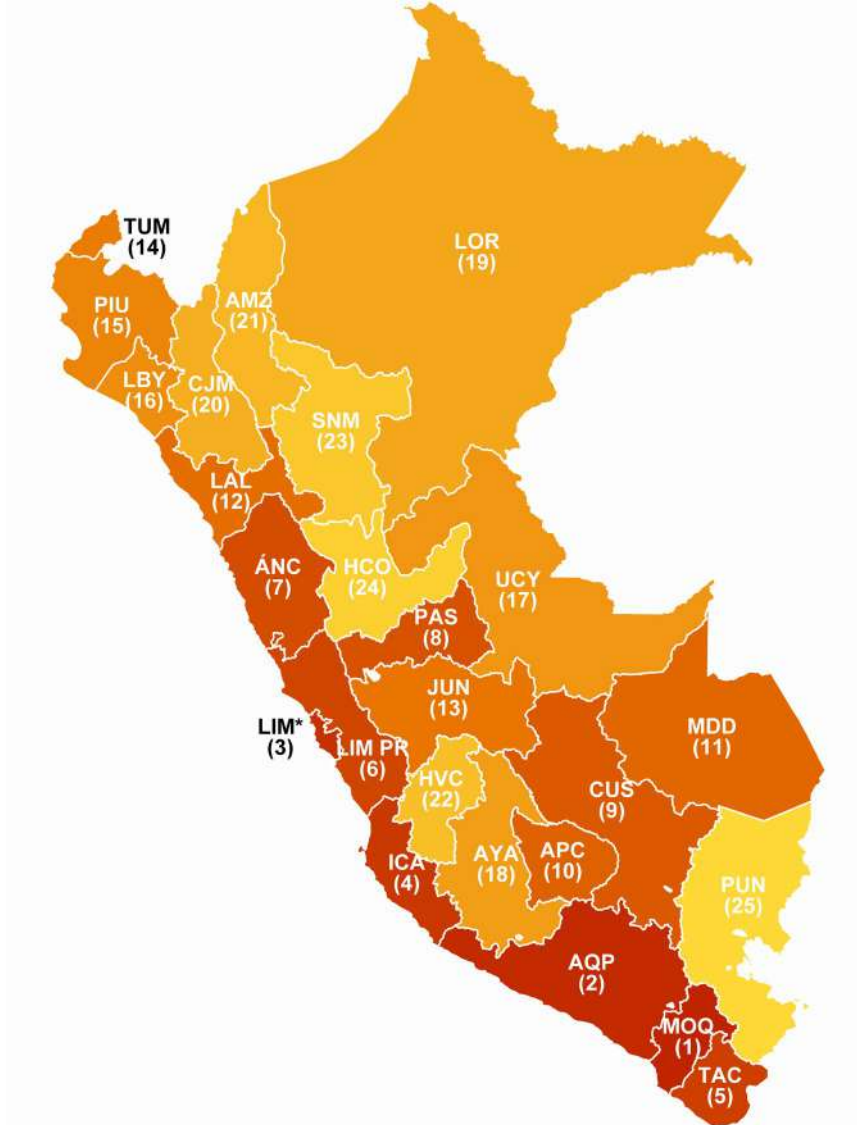 TUM
(14)
LOR
(19)
PIU
(15)
AMZ
(21)
LBY
(16)
CJM
(20)
SNM
(23)
LAL
(12)
ÁNC
(7)
HCO
(24)
UCY
(17)
PAS
(8)
JUN
(13)
MDD
(11)
LIM*
(3)
LIM PR
(6)
HVC
(22)
CUS
(9)
ICA
(4)
AYA
(18)
APC
(10)
PUN
(25)
AQP
(2)
MOQ
(1)
TAC
(5)